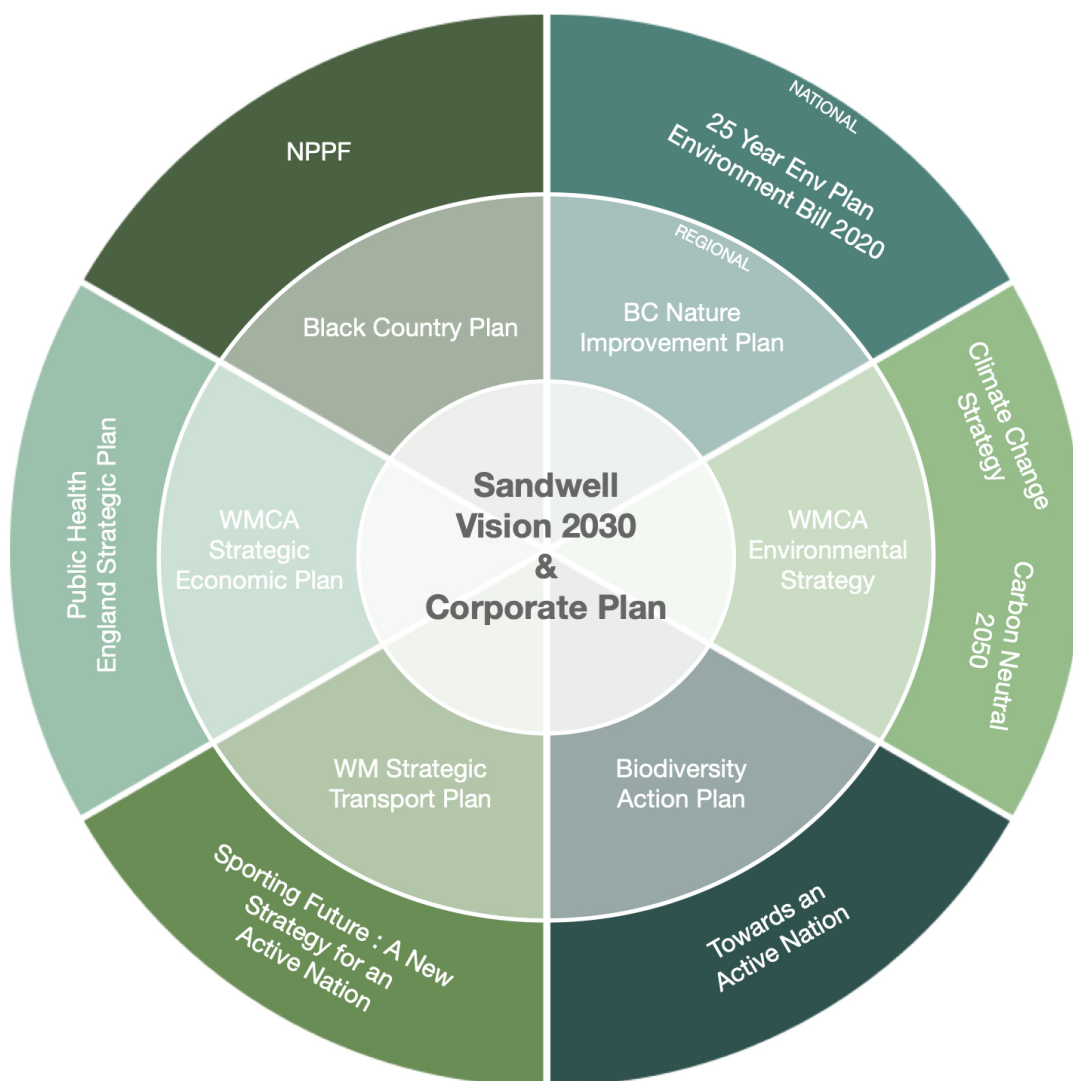 NATIONAL
25 Year Env Plan
Environment Bill 2020
NPPF
REGIONAL
BC Nature
Improvement Plan
Black Country Plan
Climate Change
Strategy
Carbon Neutral
2050
Public Health
England Strategic Plan
WMCA
Strategic
Economic Plan
Sandwell
Vision 2030
&
Corporate Plan
WMCA
Environmental
Strategy
WM Strategic
Transport Plan
Biodiversity
Action Plan
Sporting Future : A New
Strategy for an
Active Nation
Towards an
Active Nation